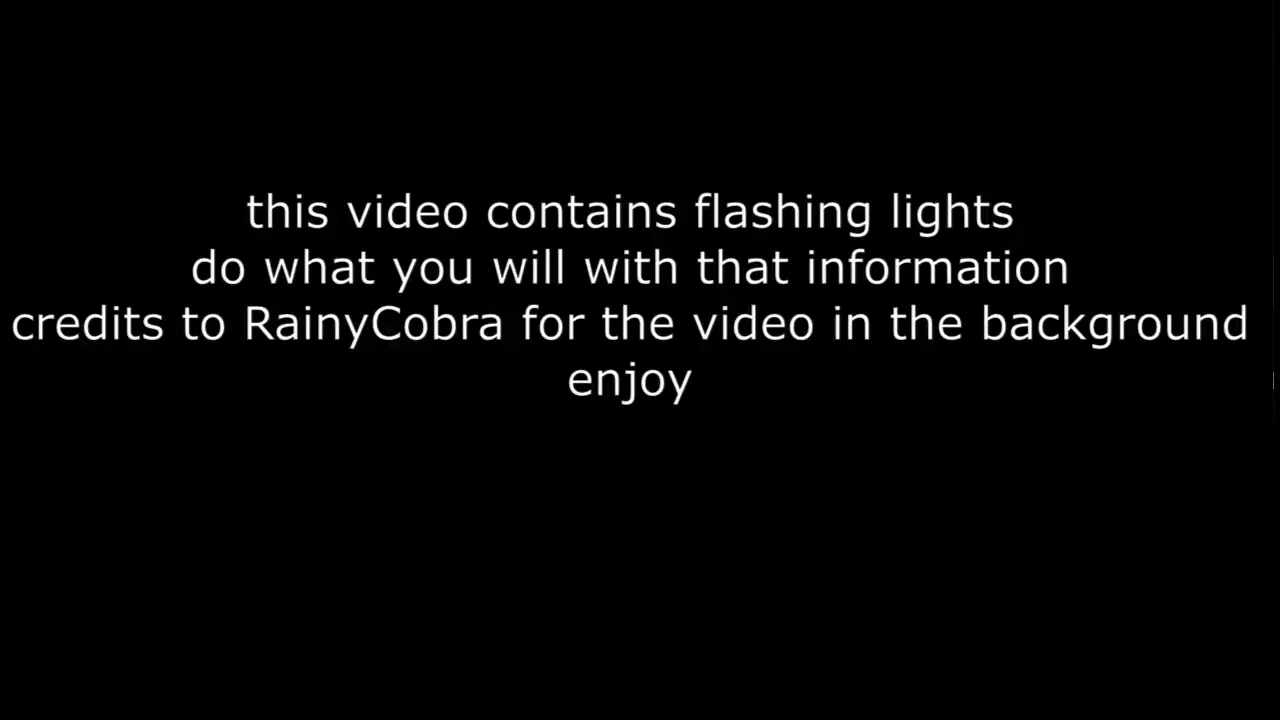 this video contains flashing lights
do what you will with that information
credits to RainyCobra for the video in the background
enjoy